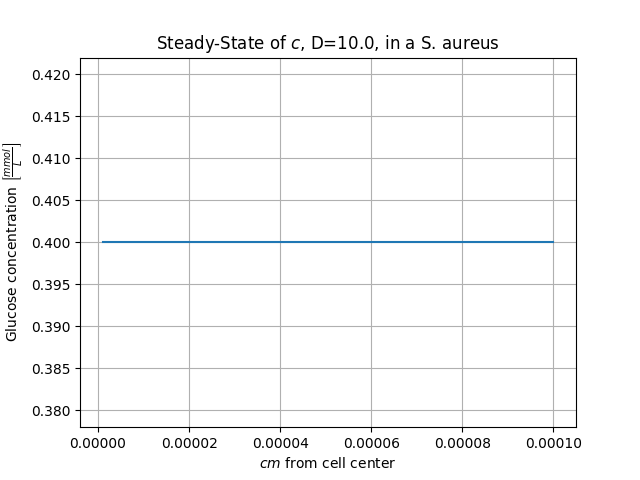 Steady-State of c, D=10.0, in a S. aureus
Glucose concentration [mmol/L]
0.420
0.415
0.410
0.405
0.400
0.395
0.390
0.385
0.380
0.00000 0.00002 0.00004 0.00006 0.00008 0.00010
cm from cell center